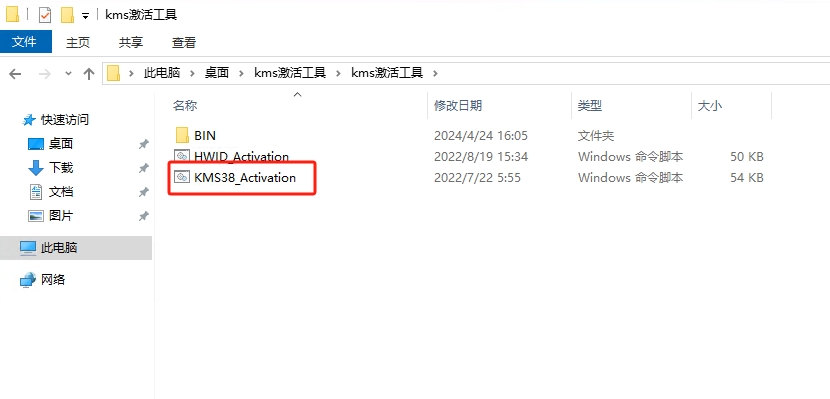 kms激活工具
文件 主页 共享 查看
此电脑 桌面 kms激活工具 kms激活工具
名称 修改日期 类型 大小
快速访问
桌面
下载
文档
图片
此电脑
网络
BIN 2024/4/24 16:05 文件夹
HWID_Activation 2022/8/19 15:34 Windows 命令脚本 50 KB
KMS38_Activation 2022/7/22 5:55 Windows 命令脚本 54 KB